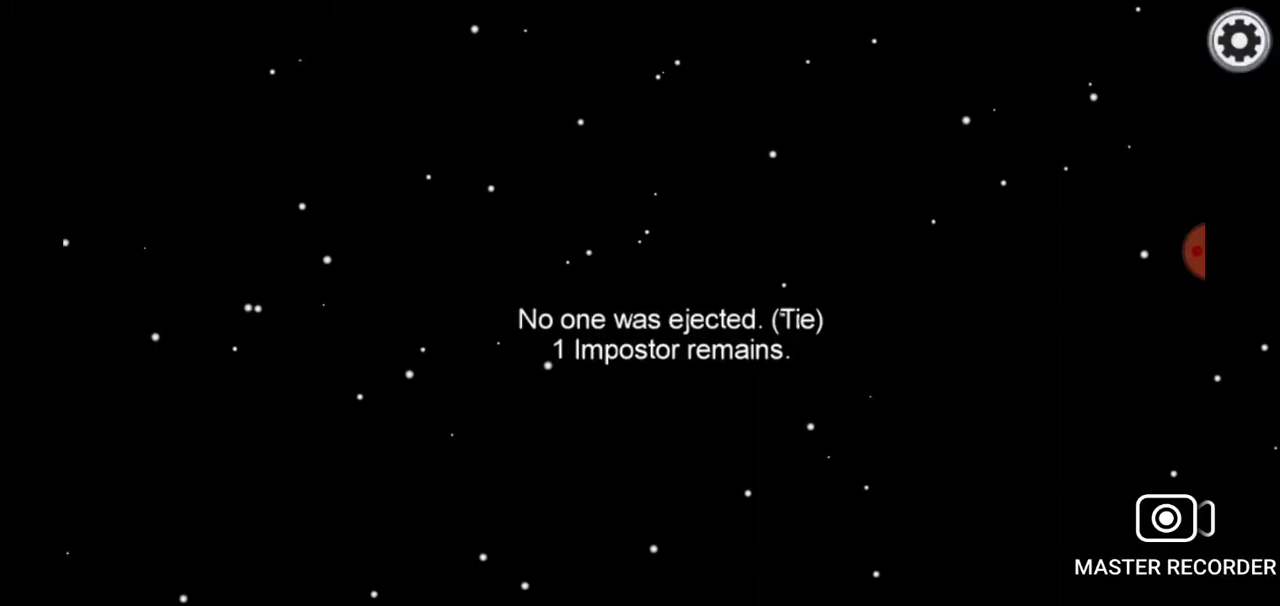 No one was ejected. (Tie)
1 Impostor remains.
MASTER RECORDER